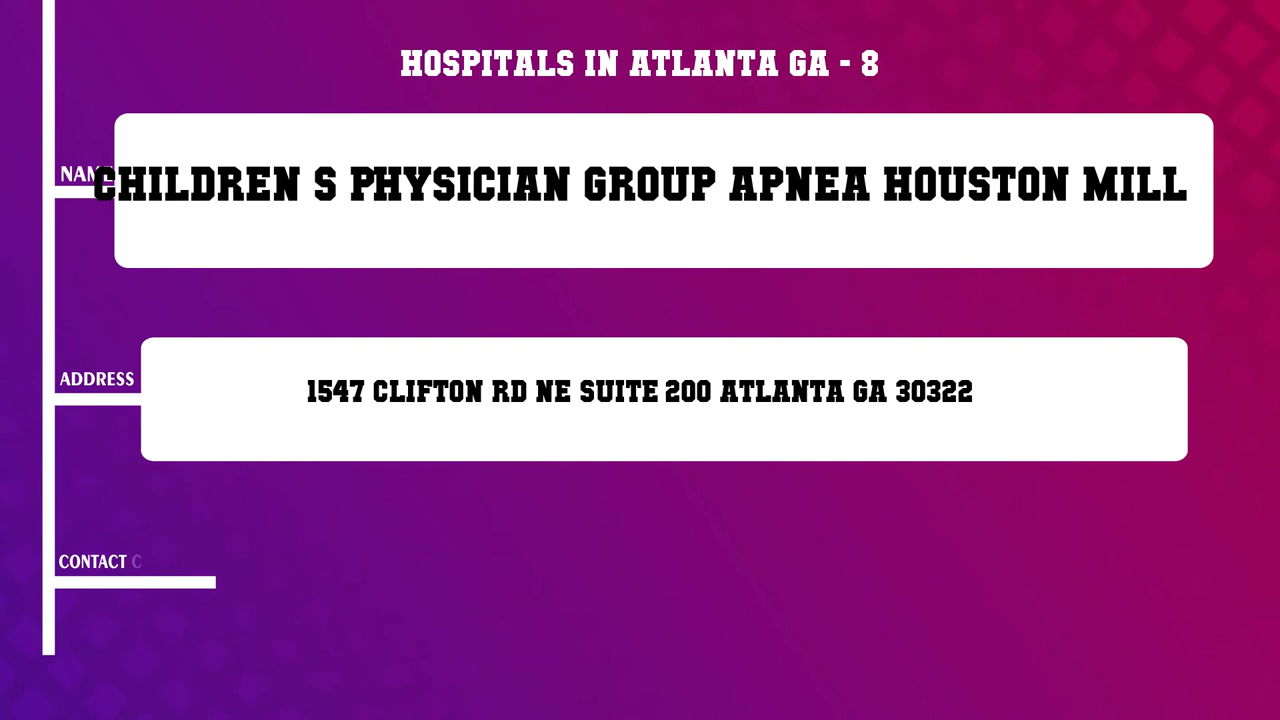 HOSPITALS IN ATLANTA GA - 8
NAME
CHILDREN S PHYSICIAN GROUP APNEA HOUSTON MILL
ADDRESS
1547 CLIFTON RD NE SUITE 200 ATLANTA GA 30322
CONTACT C